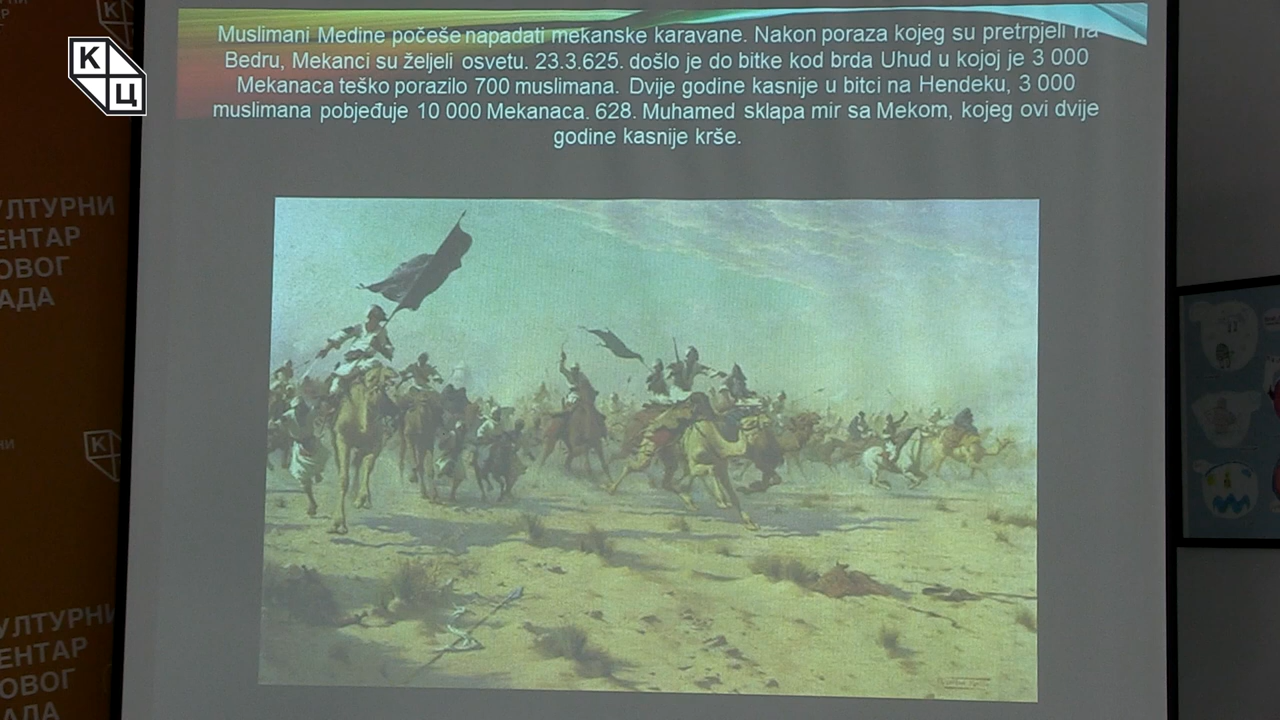 К
Ц
Muslimani Medine počeše napadati mekanske karavane. Nakon poraza kojeg su pretrpjeli na
Bedru, Mekanci su željeli osvetu. 23.3.625. došlo je do bitke kod brda Uhud u kojoj je 3 000
Mekanaca teško porazilo 700 muslimana. Dvije godine kasnije u bitci na Hendeku, 3 000
muslimana pobjeđuje 10 000 Mekanaca. 628. Muhamed sklapa mir sa Mekom, kojeg ovi dvije
godine kasnije krše.
УЛТУРНИ
ЕНТАР
ОВОГ
АДА
К
УЛТУРНИ
ЕНТАР
ОВОГ
АДА